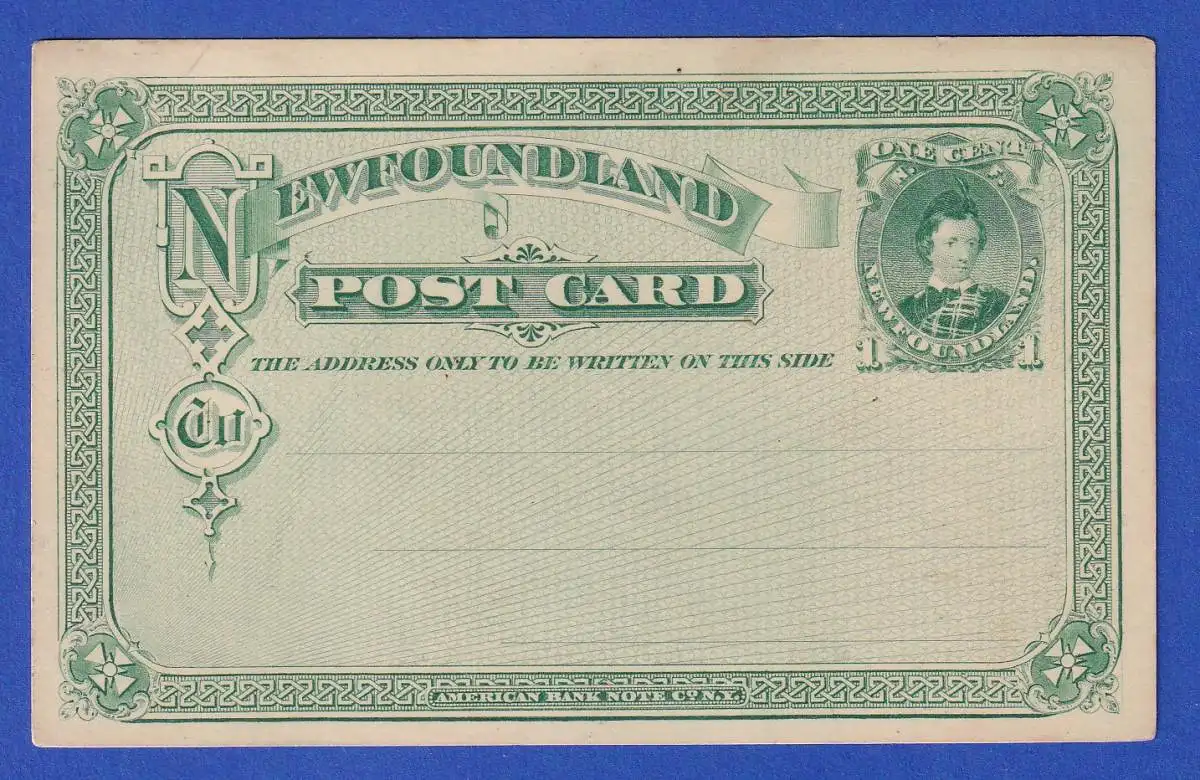 NEWFOUNDLAND
POST CARD
THE ADDRESS ONLY TO BE WRITTEN ON THIS SIDE
To
ONE CENT
N. F.
NEWFOUNDLAND.
1 1
AMERICAN BANK NOTE Co. N.Y.